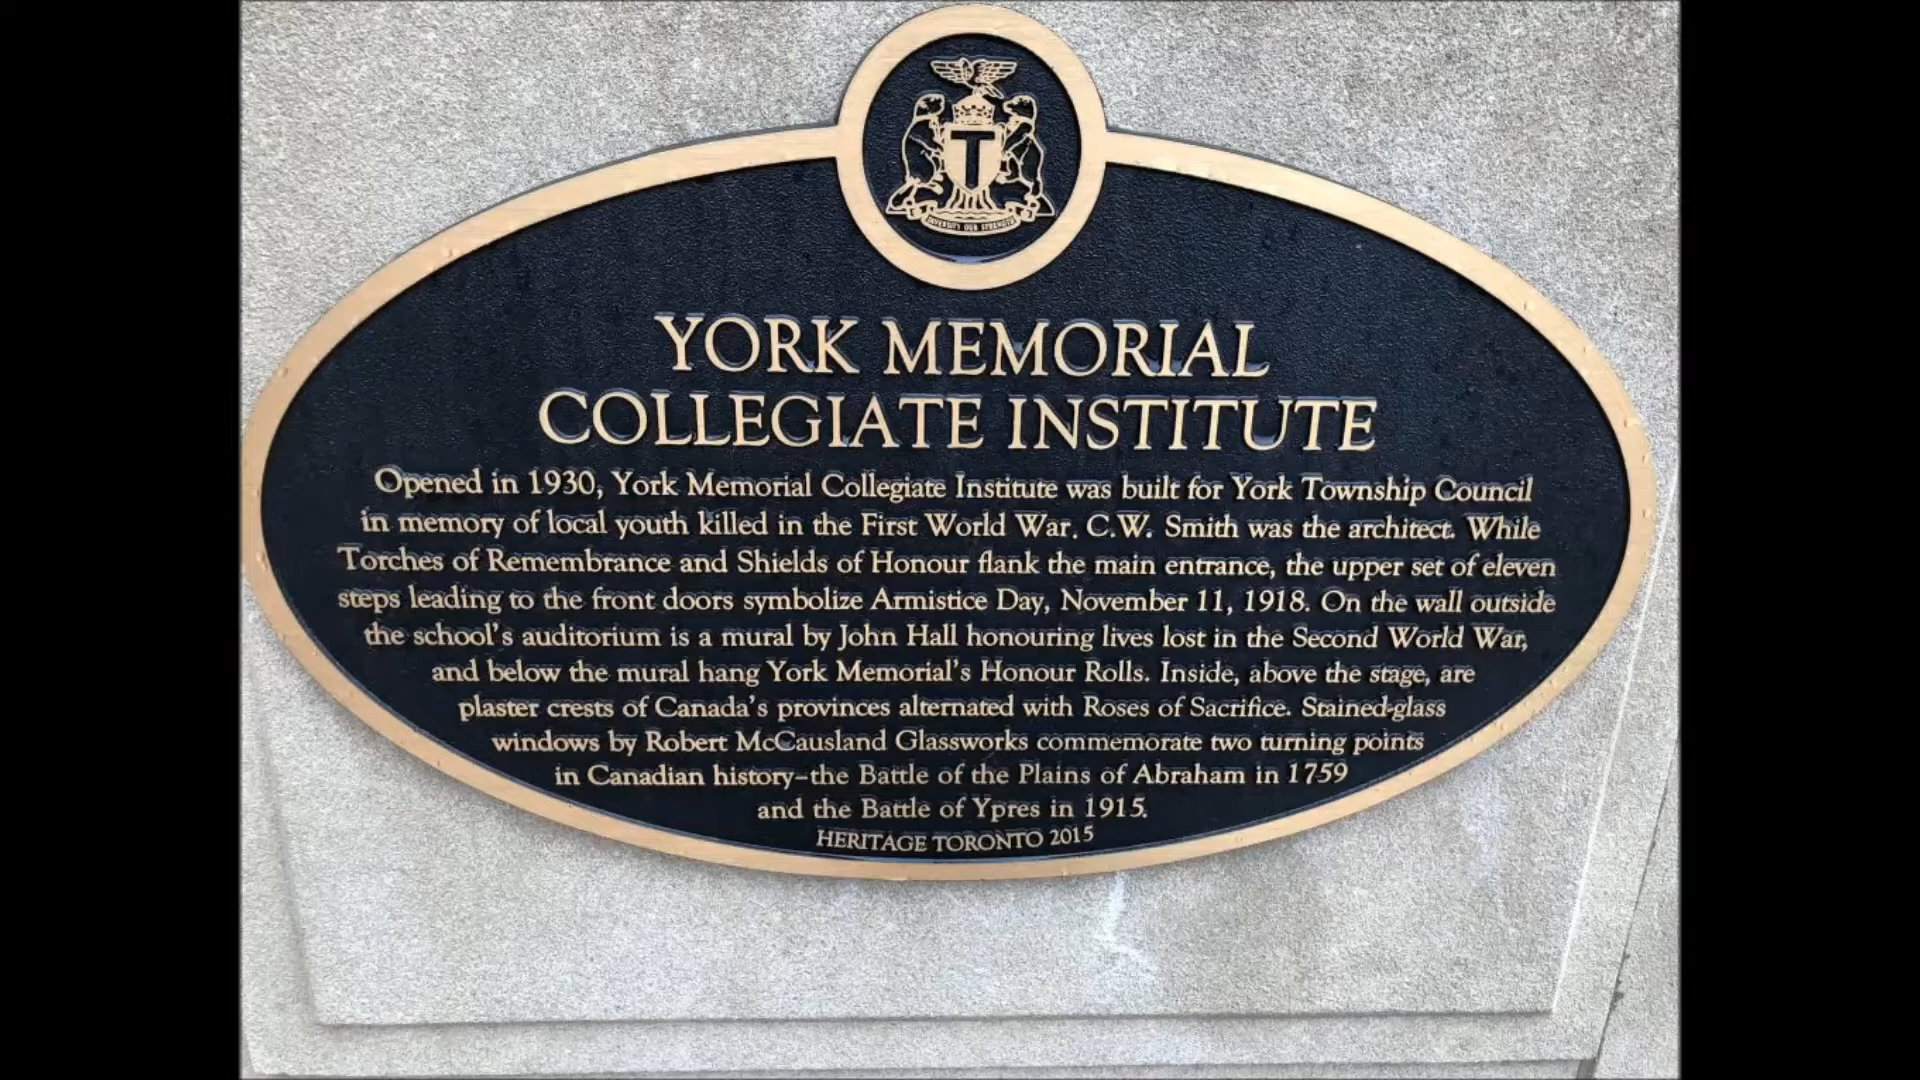 T
DIVERSITY OUR STRENGTH
YORK MEMORIAL
COLLEGIATE INSTITUTE
Opened in 1930, York Memorial Collegiate Institute was built for York Township Council
in memory of local youth killed in the First World War. C.W. Smith was the architect. While
Torches of Remembrance and Shields of Honour flank the main entrance, the upper set of eleven
steps leading to the front doors symbolize Armistice Day, November 11, 1918. On the wall outside
the school's auditorium is a mural by John Hall honouring lives lost in the Second World War,
and below the mural hang York Memorial's Honour Rolls. Inside, above the stage, are
plaster crests of Canada's provinces alternated with Roses of Sacrifice. Stained-glass
windows by Robert McCausland Glassworks commemorate two turning points
in Canadian history–the Battle of the Plains of Abraham in 1759
and the Battle of Ypres in 1915.
HERITAGE TORONTO 2015